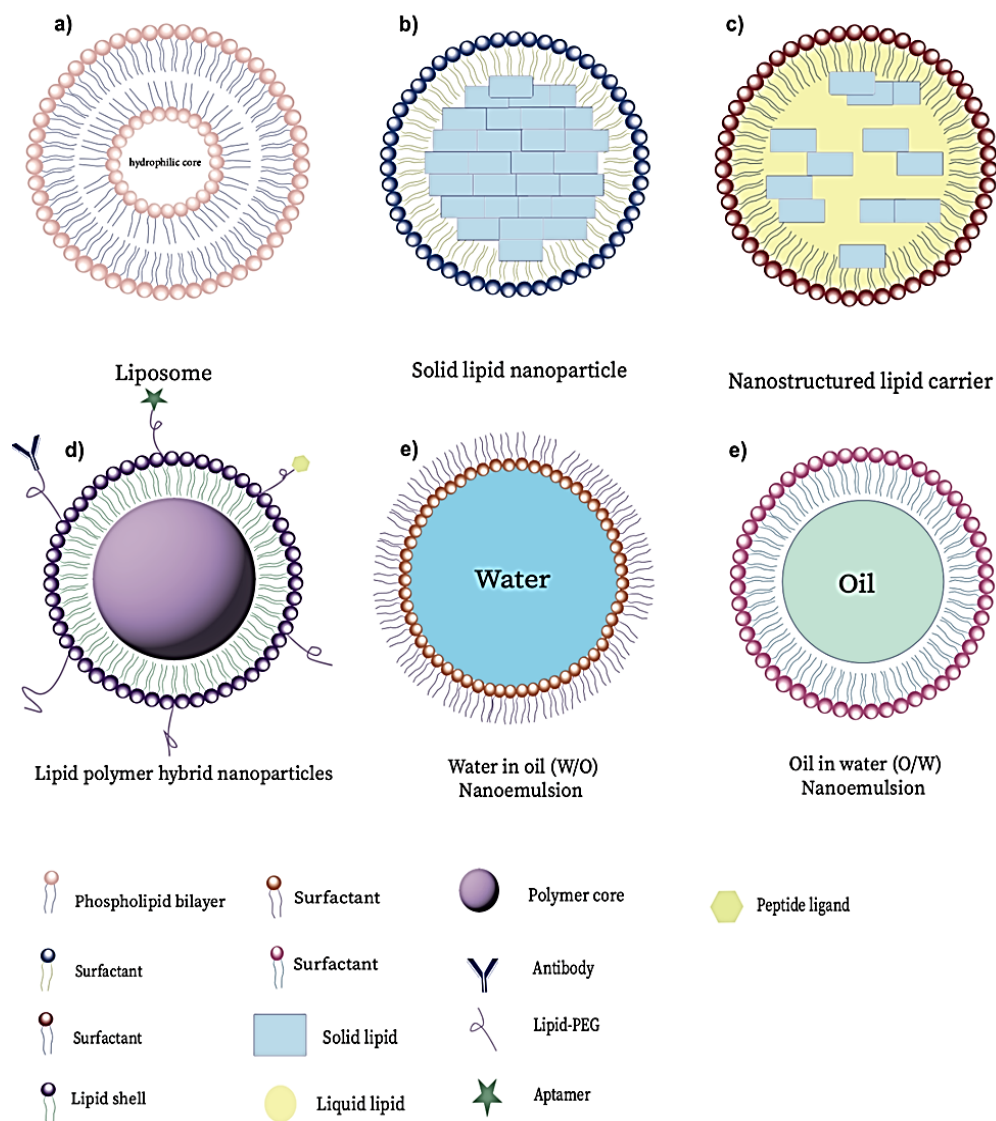 a)
b)
c)
hydrophilic core
Liposome
Solid lipid nanoparticle
Nanostructured lipid carrier
d)
e)
e)
Water
Oil
Lipid polymer hybrid nanoparticles
Water in oil (W/O)
Nanoemulsion
Oil in water (O/W)
Nanoemulsion
Phospholipid bilayer
Surfactant
Polymer core
Peptide ligand
Surfactant
Surfactant
Antibody
Surfactant
Solid lipid
Lipid-PEG
Lipid shell
Liquid lipid
Aptamer